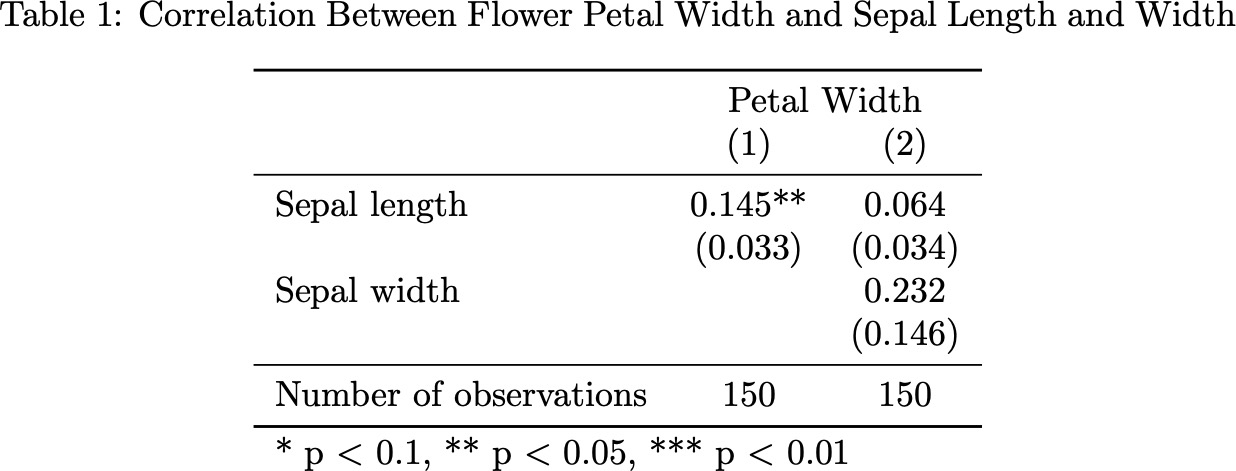 Table 1: Correlation Between Flower Petal Width and Sepal Length and Width
Petal Width
(1) (2)
Sepal length 0.145** 0.064
(0.033) (0.034)
Sepal width 0.232
(0.146)
Number of observations 150 150
* p < 0.1, ** p < 0.05, *** p < 0.01